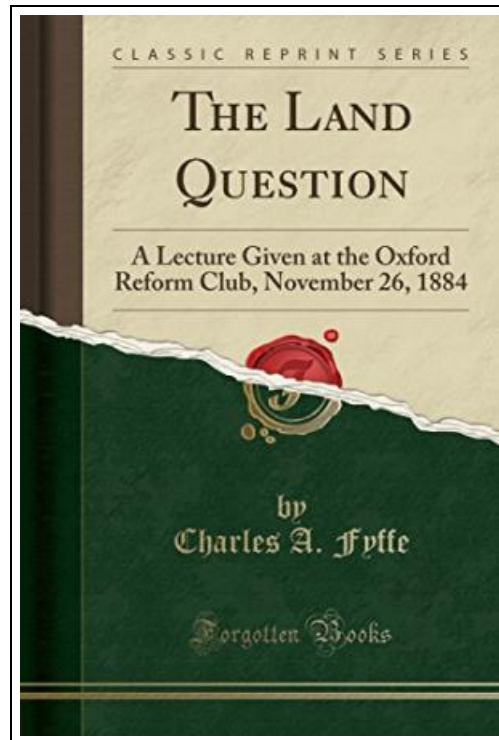 CLASSIC REPRINT SERIES
THE LAND
QUESTION
A Lecture Given at the Oxford
Reform Club, November 26, 1884
F
by
Charles A. Fyffe
Forgotten Books